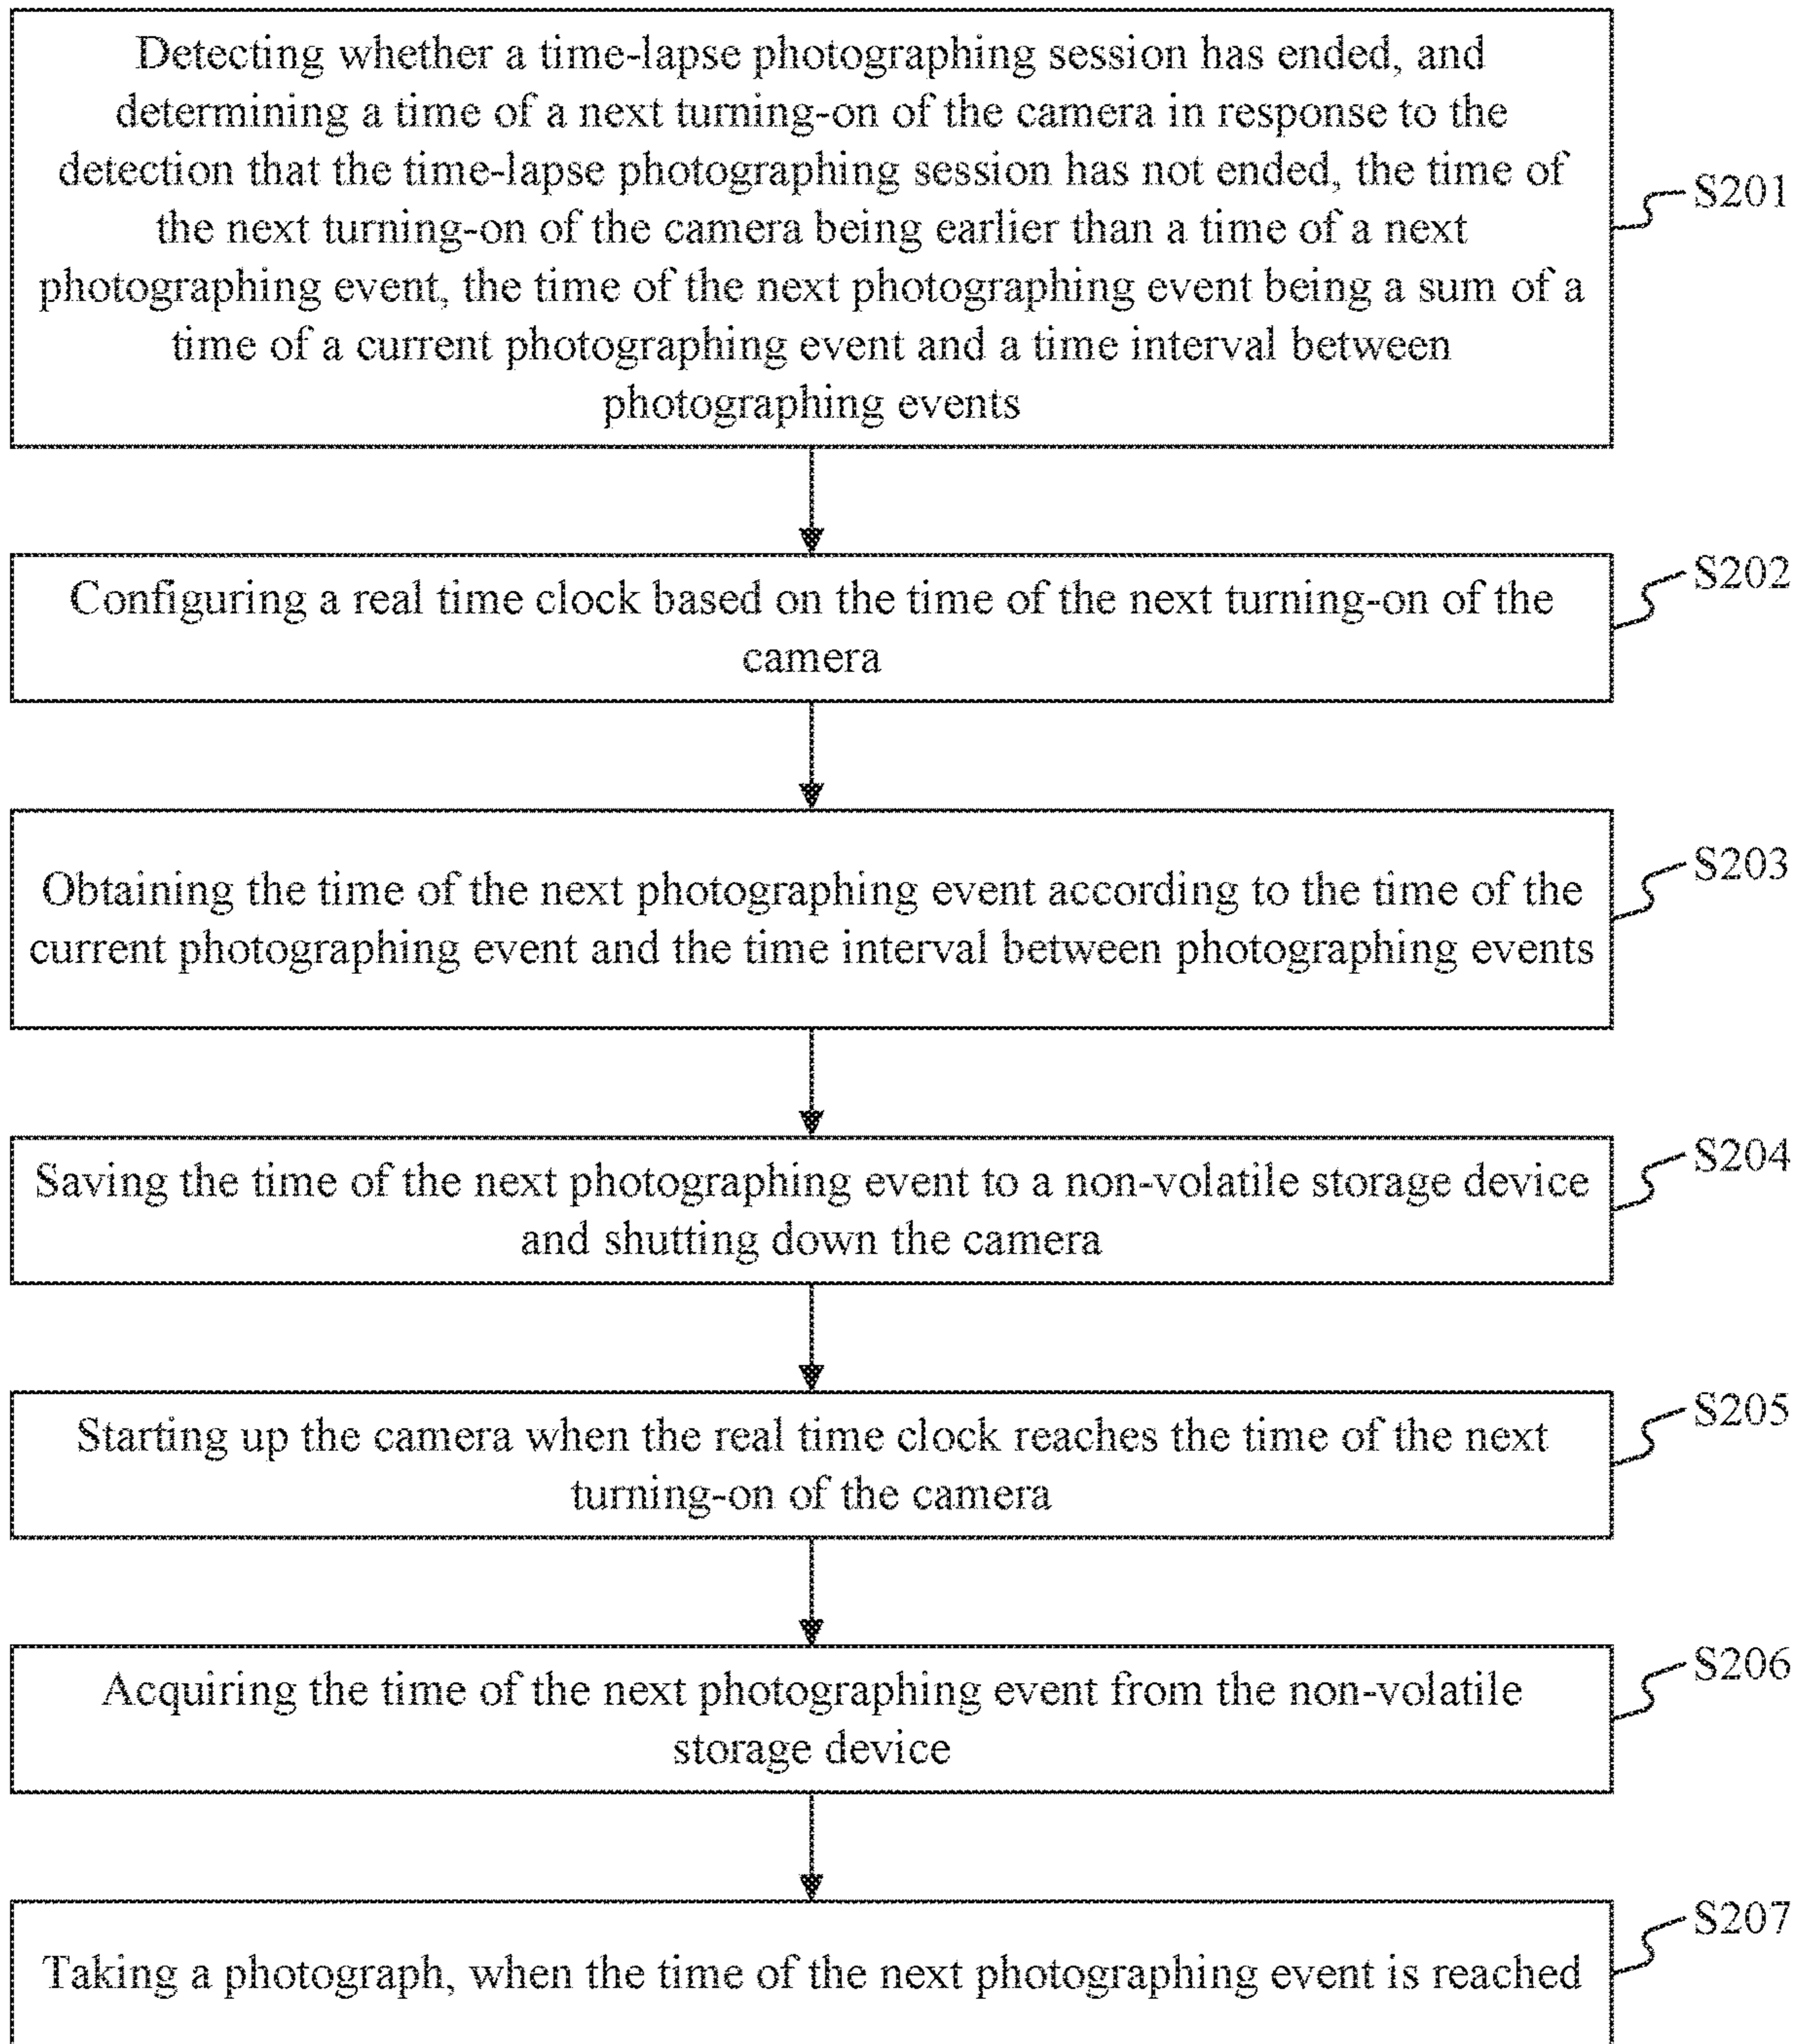 Detecting whether a time-lapse photographing session has ended, and
determining a time of a next turning-on of the camera in response to the
detection that the time-lapse photographing session has not ended, the time of
the next turning-on of the camera being earlier than a time of a next
photographing event, the time of the next photographing event being a sum of a
time of a current photographing event and a time interval between
photographing events
S201
Configuring a real time clock based on the time of the next turning-on of the
camera
S202
Obtaining the time of the next photographing event according to the time of the
current photographing event and the time interval between photographing events
S203
Saving the time of the next photographing event to a non-volatile storage device
and shutting down the camera
S204
Starting up the camera when the real time clock reaches the time of the next
turning-on of the camera
S205
Acquiring the time of the next photographing event from the non-volatile
storage device
S206
Taking a photograph, when the time of the next photographing event is reached
S207